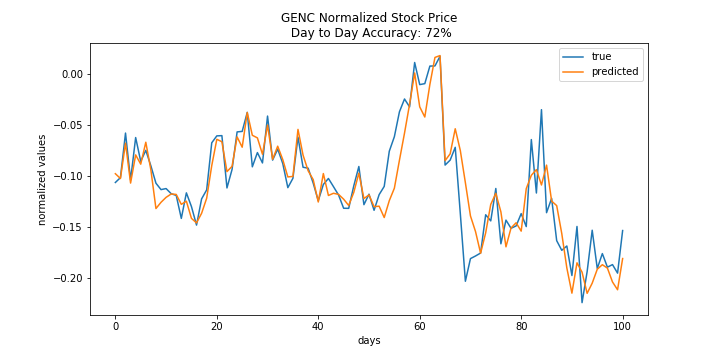 GENC Normalized Stock Price
Day to Day Accuracy: 72%
true
predicted
normalized values
0.00
−0.05
−0.10
−0.15
−0.20
0
20
40
60
80
100
days